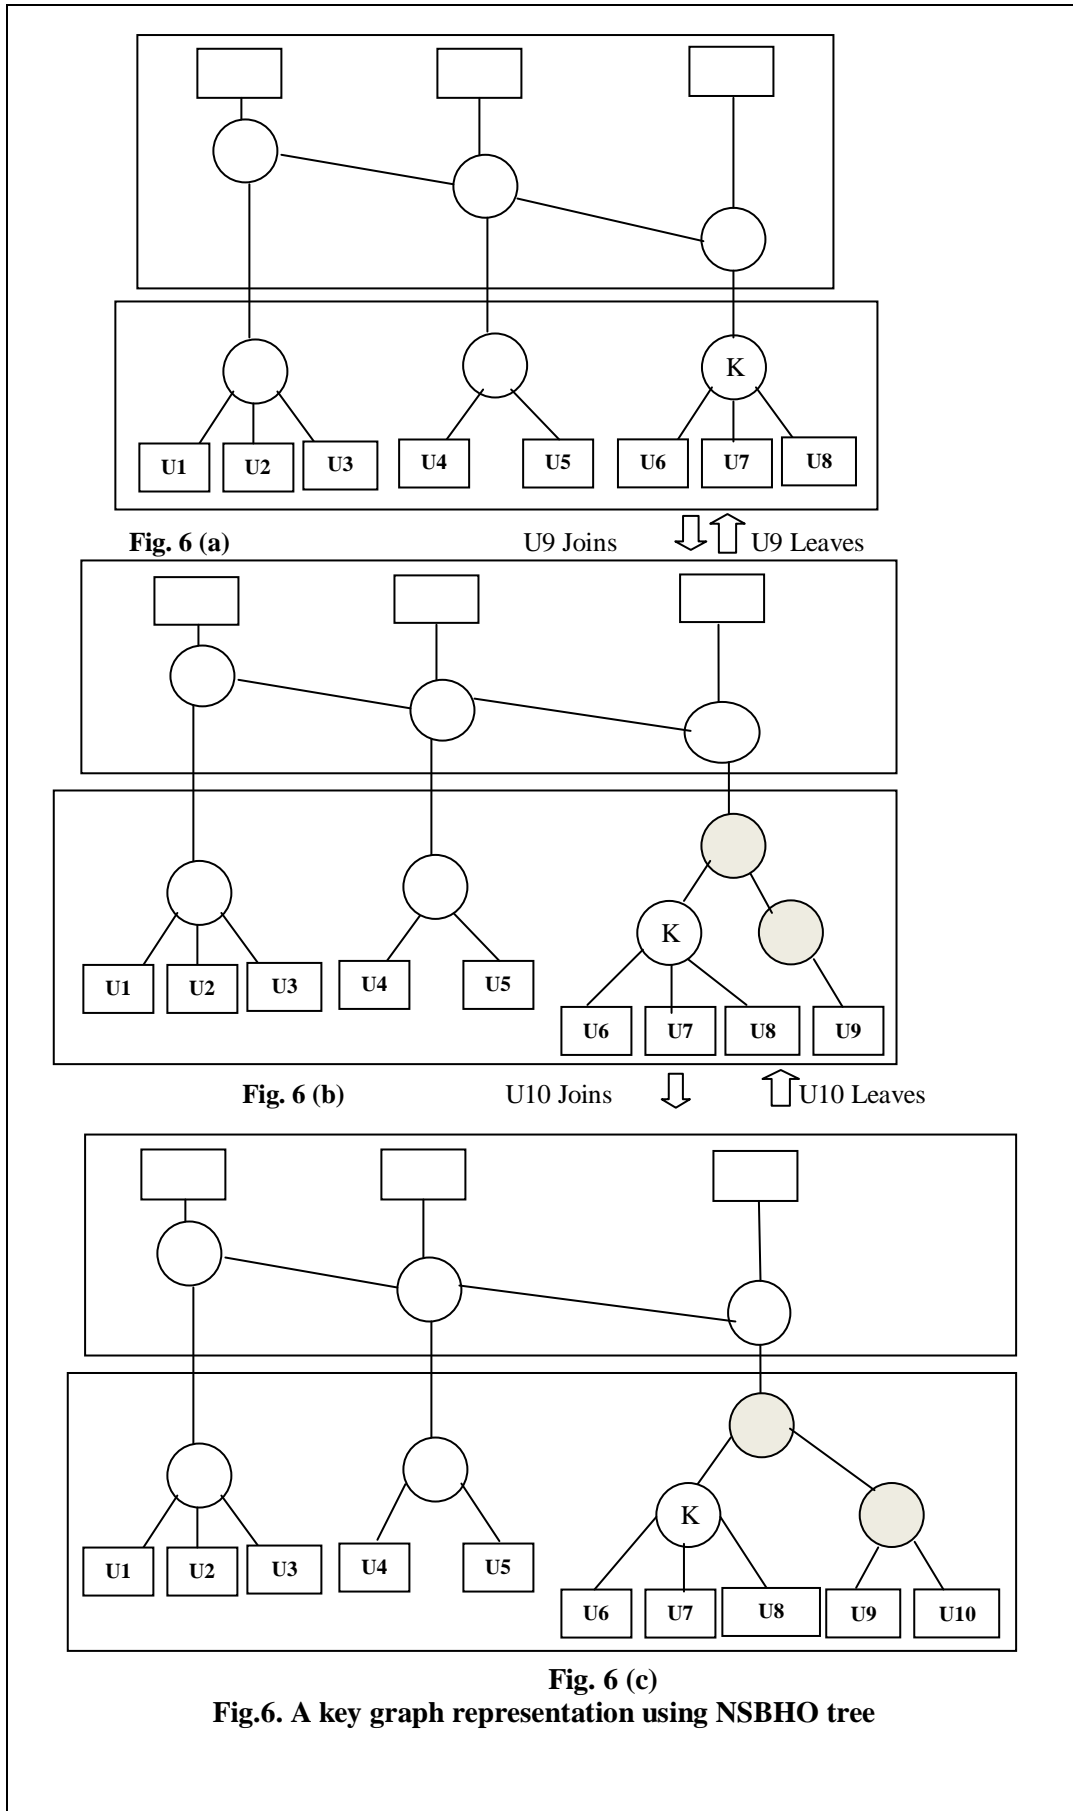 K
U1 U2 U3 U4 U5 U6 U7 U8
Fig. 6 (a) U9 Joins U9 Leaves
K
U1 U2 U3 U4 U5 U6 U7 U8 U9
Fig. 6 (b) U10 Joins U10 Leaves
K
U1 U2 U3 U4 U5 U6 U7 U8 U9 U10
Fig. 6 (c)
Fig.6. A key graph representation using NSBHO tree